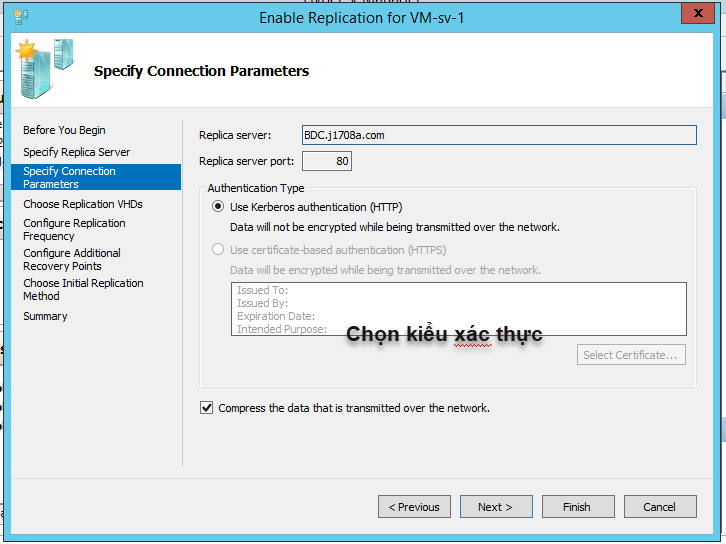 Enable Replication for VM-sv-1
x
Specify Connection Parameters
Before You Begin
Specify Replica Server
Specify Connection
Parameters
Choose Replication VHDs
Configure Replication
Frequency
Configure Additional
Recovery Points
Choose Initial Replication
Method
Summary
Replica server:
BDC.j1708a.com
Replica server port:
80
Authentication Type
Use Kerberos authentication (HTTP)
Data will not be encrypted while being transmitted over the network.
Use certificate-based authentication (HTTPS)
Data will be encrypted while being transmitted over the network.
Issued To:
Issued By:
Expiration Date:
Intended Purpose:
Chọn kiểu xác thực
Select Certificate...
Compress the data that is transmitted over the network.
< Previous
Next >
Finish
Cancel